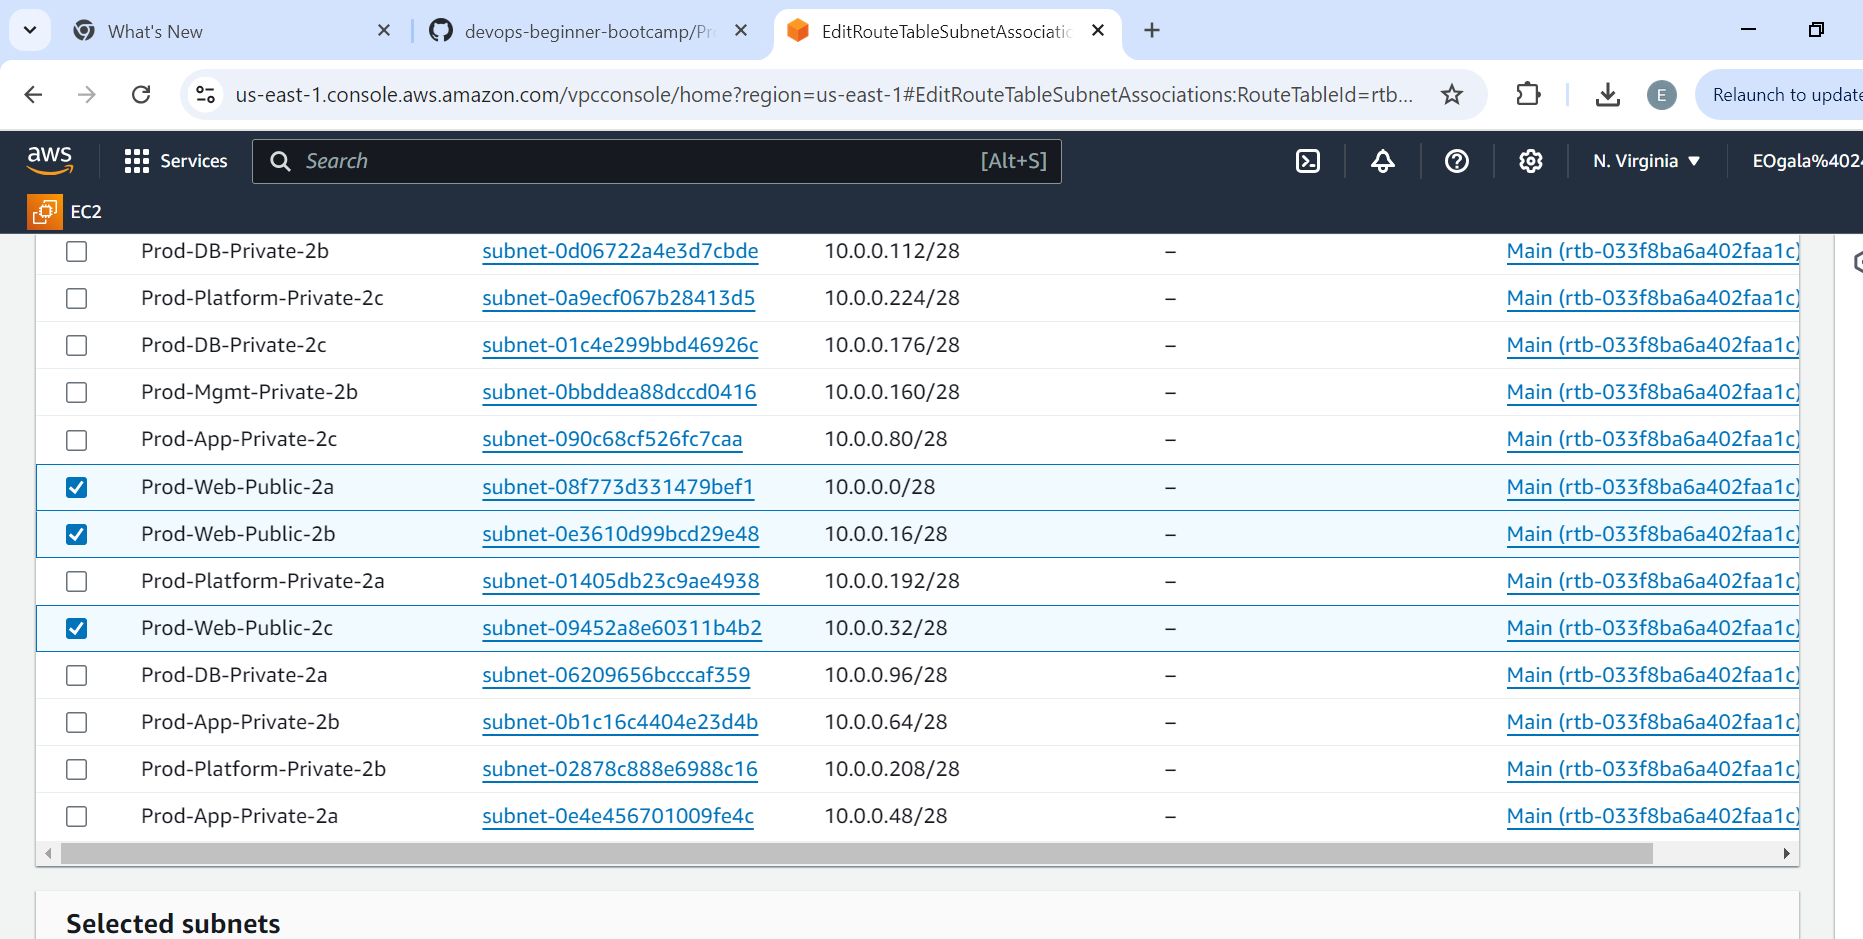 What's New
devops-beginner-bootcamp/Pr
EditRouteTableSubnetAssociatic
us-east-1.console.aws.amazon.com/vpcconsole/home?region=us-east-1#EditRouteTableSubnetAssociations:RouteTableId=rtb...
E
Relaunch to update
aws
Services
Search
[Alt+S]
N. Virginia
EOgala%402
EC2
Prod-DB-Private-2b subnet-0d06722a4e3d7cbde 10.0.0.112/28 – Main (rtb-033f8ba6a402faa1c)
Prod-Platform-Private-2c subnet-0a9ecf067b28413d5 10.0.0.224/28 – Main (rtb-033f8ba6a402faa1c)
Prod-DB-Private-2c subnet-01c4e299bbd46926c 10.0.0.176/28 – Main (rtb-033f8ba6a402faa1c)
Prod-Mgmt-Private-2b subnet-0bbddea88dccd0416 10.0.0.160/28 – Main (rtb-033f8ba6a402faa1c)
Prod-App-Private-2c subnet-090c68cf526fc7caa 10.0.0.80/28 – Main (rtb-033f8ba6a402faa1c)
Prod-Web-Public-2a subnet-08f773d331479bef1 10.0.0.0/28 – Main (rtb-033f8ba6a402faa1c)
Prod-Web-Public-2b subnet-0e3610d99bcd29e48 10.0.0.16/28 – Main (rtb-033f8ba6a402faa1c)
Prod-Platform-Private-2a subnet-01405db23c9ae4938 10.0.0.192/28 – Main (rtb-033f8ba6a402faa1c)
Prod-Web-Public-2c subnet-09452a8e60311b4b2 10.0.0.32/28 – Main (rtb-033f8ba6a402faa1c)
Prod-DB-Private-2a subnet-06209656bcccaf359 10.0.0.96/28 – Main (rtb-033f8ba6a402faa1c)
Prod-App-Private-2b subnet-0b1c16c4404e23d4b 10.0.0.64/28 – Main (rtb-033f8ba6a402faa1c)
Prod-Platform-Private-2b subnet-02878c888e6988c16 10.0.0.208/28 – Main (rtb-033f8ba6a402faa1c)
Prod-App-Private-2a subnet-0e4e456701009fe4c 10.0.0.48/28 – Main (rtb-033f8ba6a402faa1c)
Selected subnets